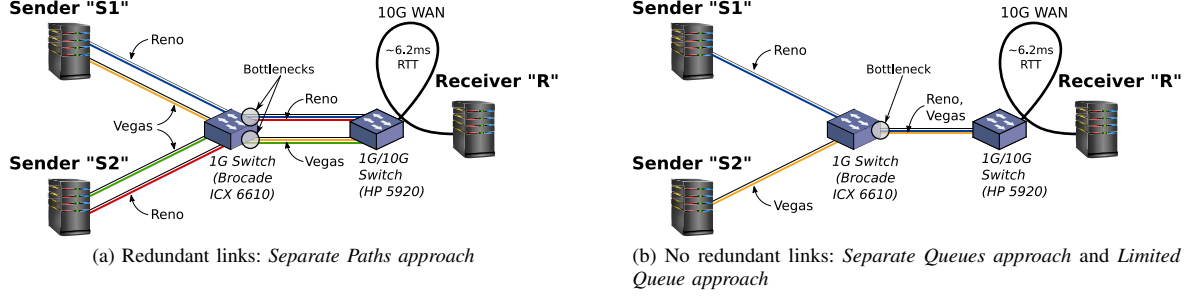 Sender "S1"
10G WAN
Reno
~6.2ms
RTT
Bottlenecks
Receiver "R"
Reno
Vegas
Vegas
Sender "S2"
1G Switch
(Brocade
ICX 6610)
1G/10G
Switch
(HP 5920)
Reno
(a) Redundant links: Separate Paths approach
Sender "S1"
10G WAN
Reno
~6.2ms
RTT
Bottleneck
Receiver "R"
Reno,
Vegas
Sender "S2"
1G Switch
(Brocade
ICX 6610)
1G/10G
Switch
(HP 5920)
Vegas
(b) No redundant links: Separate Queues approach and Limited
Queue approach